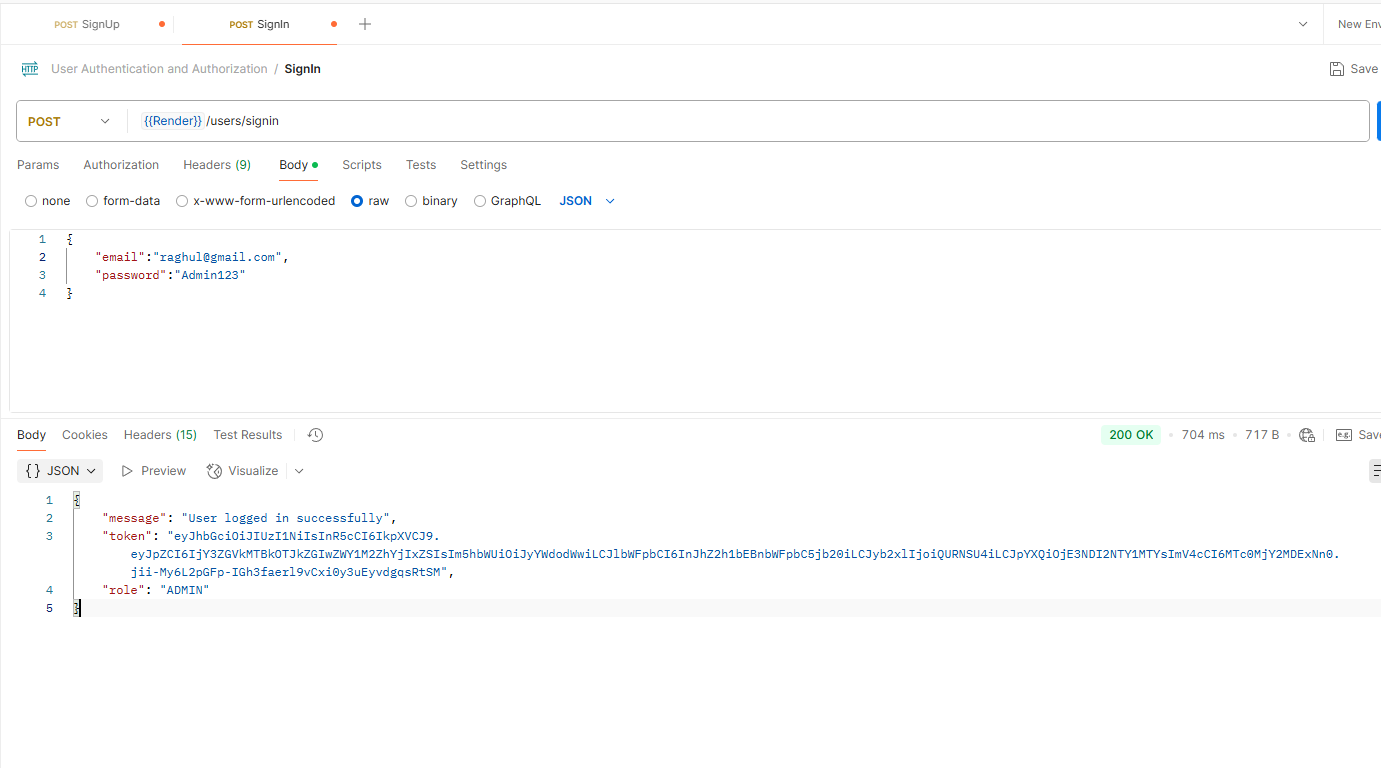 POST SignUp
POST SignIn
New Env
HTTP User Authentication and Authorization / SignIn
Save
POST {{Render}} /users/signin
Params Authorization Headers (9) Body Scripts Tests Settings
none form-data x-www-form-urlencoded raw binary GraphQL JSON
1 {
2 "email":"raghul@gmail.com",
3 "password":"Admin123"
4 }
Body Cookies Headers (15) Test Results
200 OK 704 ms 717 B e.g. Save
{} JSON Preview Visualize
1 {
2 "message": "User logged in successfully",
3 "token": "eyJhbGciOiJIUzI1NiIsInR5cCI6IkpXVCJ9.
eyJpZCI6IjY3ZGVkMTBkOTJkZGIwZWY1M2ZhYjIxZSIsIm5hbWUiOiJyYWdodWwiLCJlbWFpbCI6InJhZ2h1bEBnbWFpbC5jb20iLCJyb2xlIjoiQURNSU4iLCJpYXQiOjE3NDI2NTY1MTYsImV4cCI6MTc0MjY2MDExNn0.
jii-My6L2pGFp-IGh3faerl9vCxi0y3uEyvdgqsRtSM",
4 "role": "ADMIN"
5 }